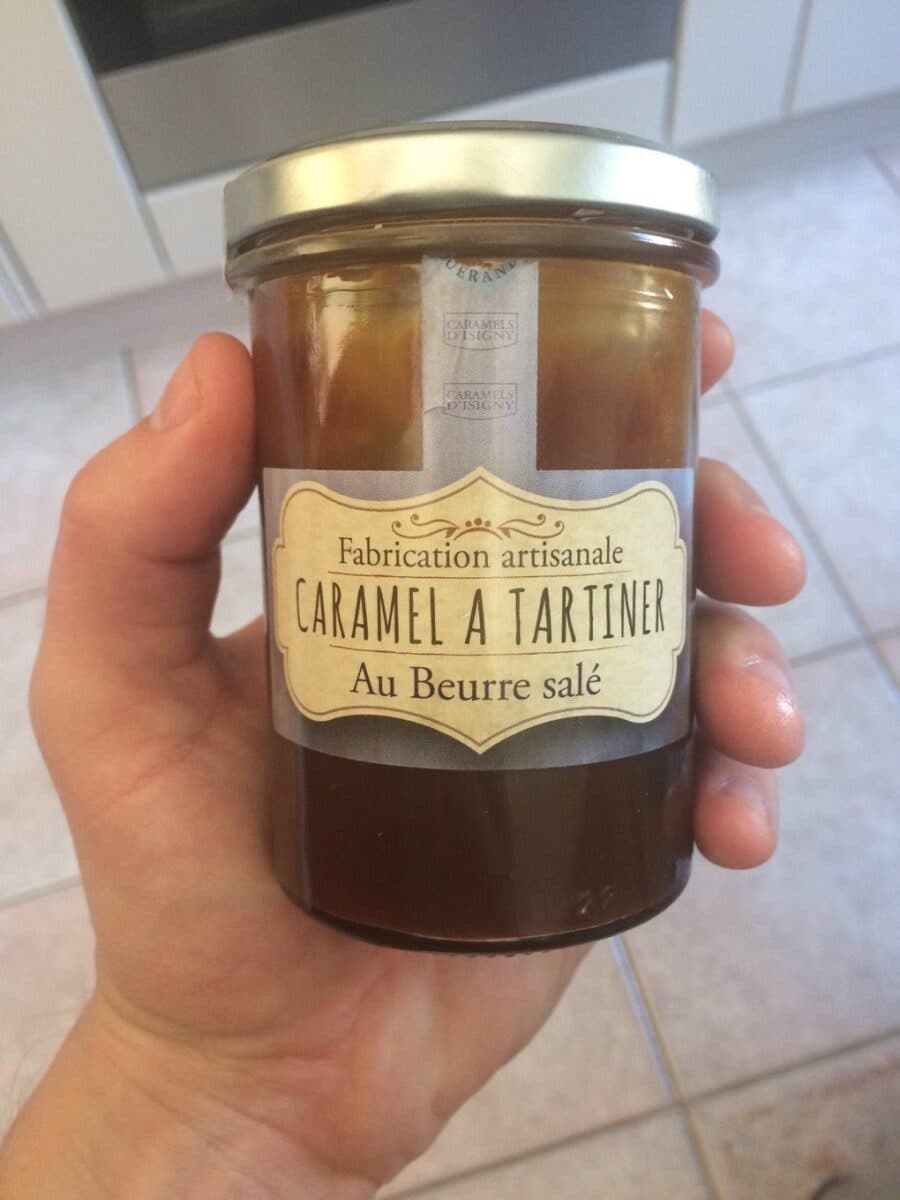 CARAMELS
D'ISIGNY
CARAMELS
D'ISIGNY
Fabrication artisanale
CARAMEL A TARTINER
Au Beurre salé